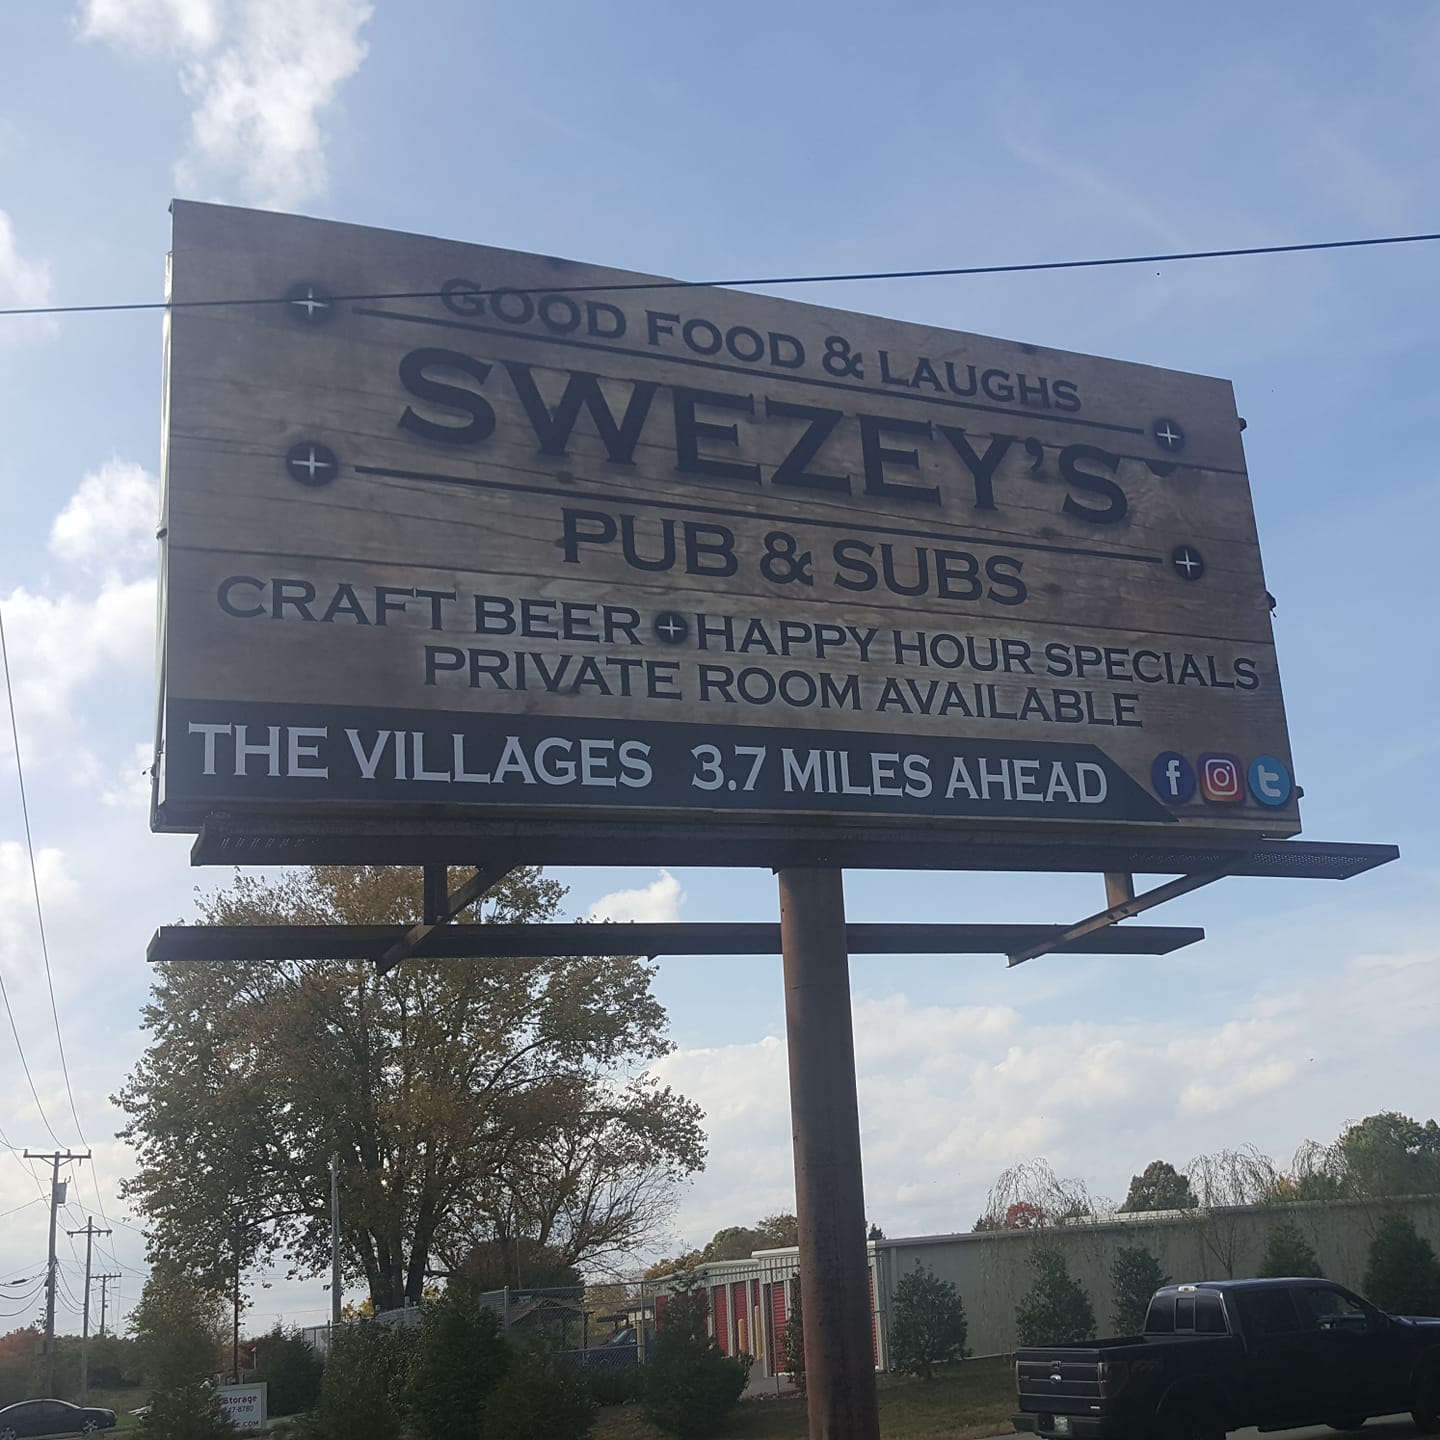 GOOD FOOD & LAUGHS
SWEZEY'S
PUB & SUBS
CRAFT BEER + HAPPY HOUR SPECIALS
PRIVATE ROOM AVAILABLE
THE VILLAGES 3.7 MILES AHEAD
Storage